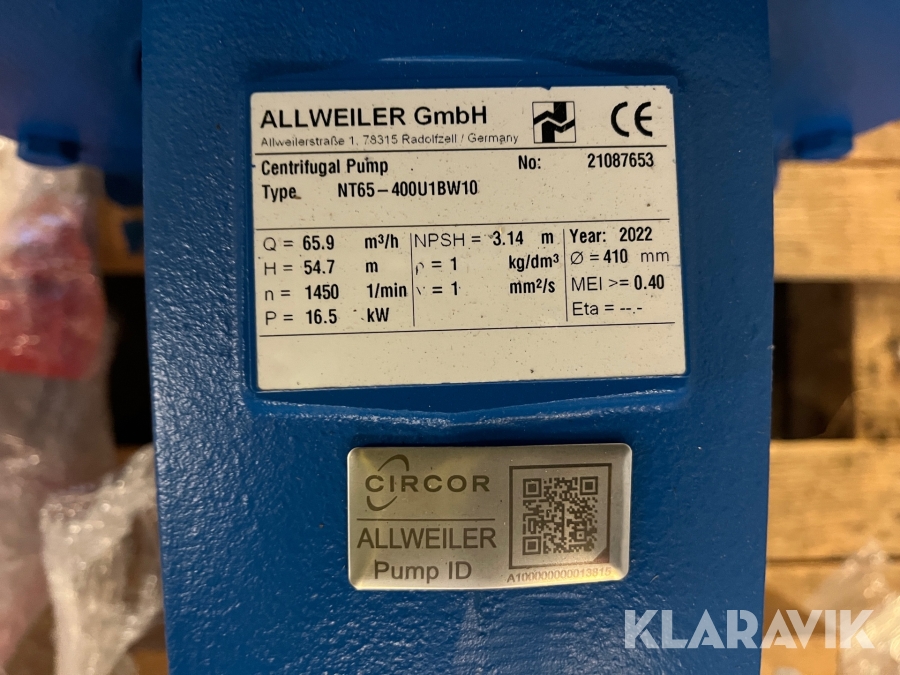 ALLWEILER GmbH
Allweilerstraße 1, 78315 Radolfzell / Germany
CE
Centrifugal Pump No: 21087653
Type NT65-400U1BW10
Q = 65.9 m³/h NPSH = 3.14 m Year: 2022
H = 54.7 m ρ = 1 kg/dm³ Ø = 410 mm
n = 1450 1/min ν = 1 mm²/s MEI >= 0.40
P = 16.5 kW Eta = --.-
CIRCOR
ALLWEILER
Pump ID
A100000000013815
KLARAVIK